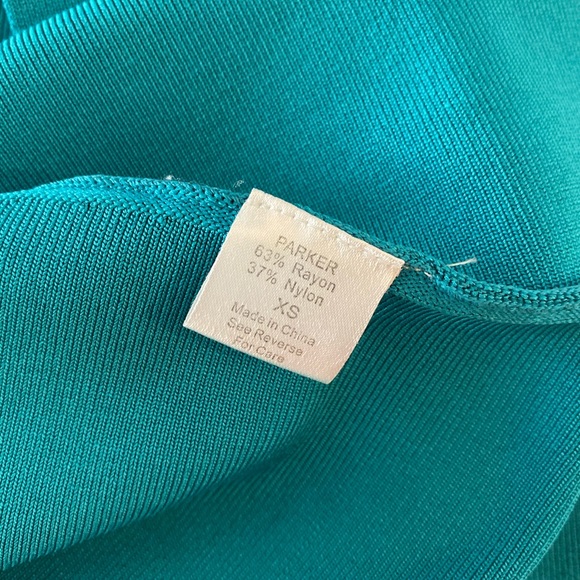 PARKER
63% Rayon
37% Nylon
XS
Made in China
See Reverse
For Care